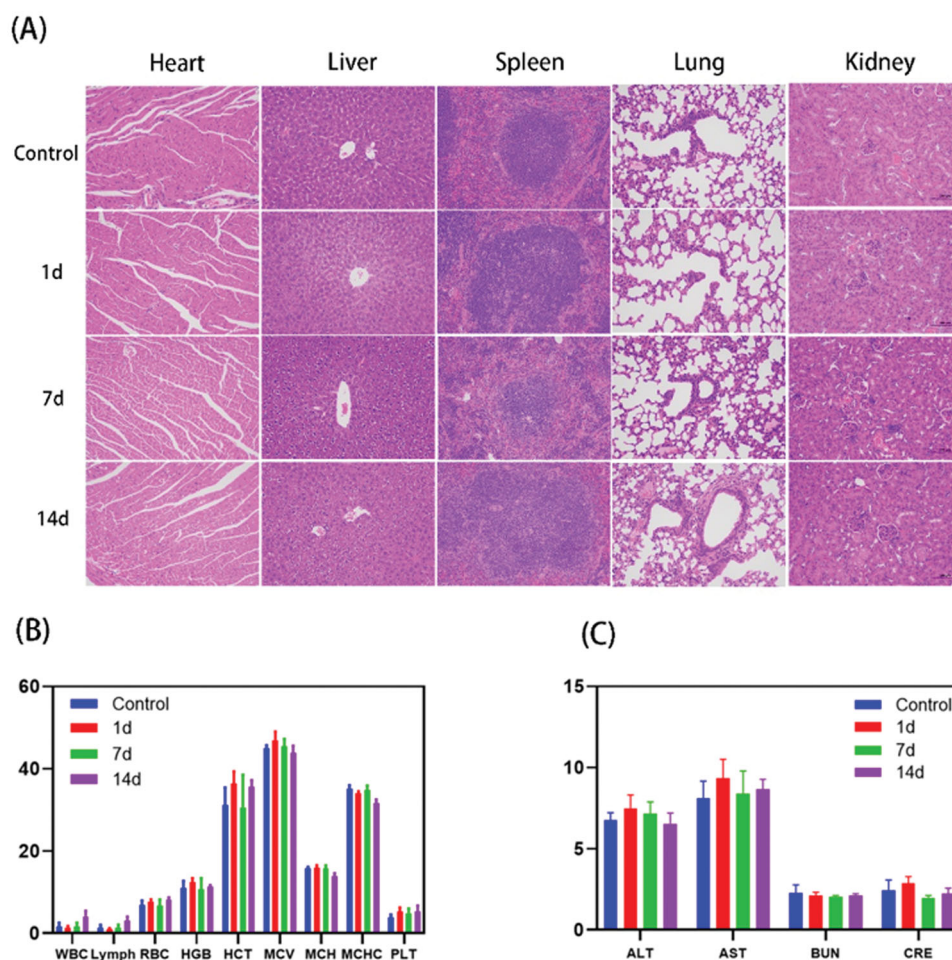 (A)
Heart Liver Spleen Lung Kidney
Control
1d
7d
14d
(B)
60
40
20
0
Control
1d
7d
14d
WBC Lymph RBC HGB HCT MCV MCH MCHC PLT
(C)
15
10
5
0
Control
1d
7d
14d
ALT AST BUN CRE